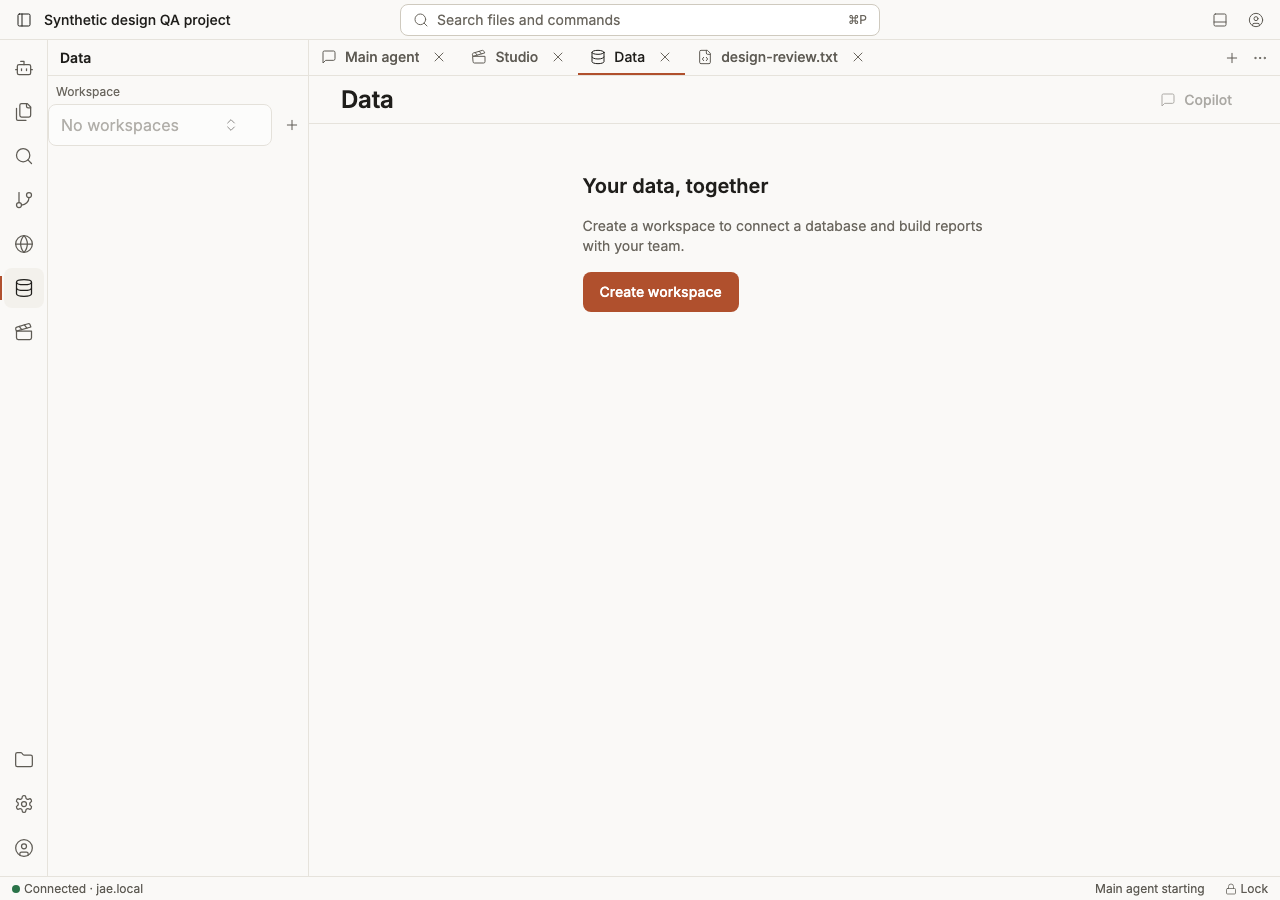 Synthetic design QA project
Search files and commands
⌘P
Data
Main agent
Studio
Data
design-review.txt
Workspace
No workspaces
Data
Copilot
Your data, together
Create a workspace to connect a database and build reports
with your team.
Create workspace
Connected · jae.local
Main agent starting
Lock